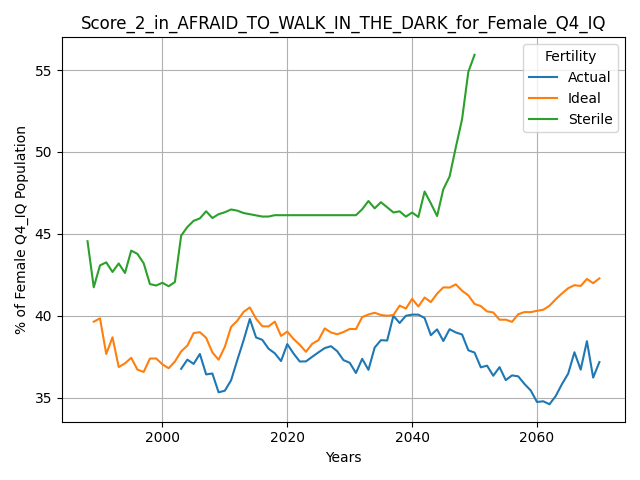 Score_2_in_AFRAID_TO_WALK_IN_THE_DARK_for_Female_Q4_IQ
% of Female Q4_IQ Population
55
50
45
40
35
Fertility
Actual
Ideal
Sterile
2000
2020
2040
2060
Years